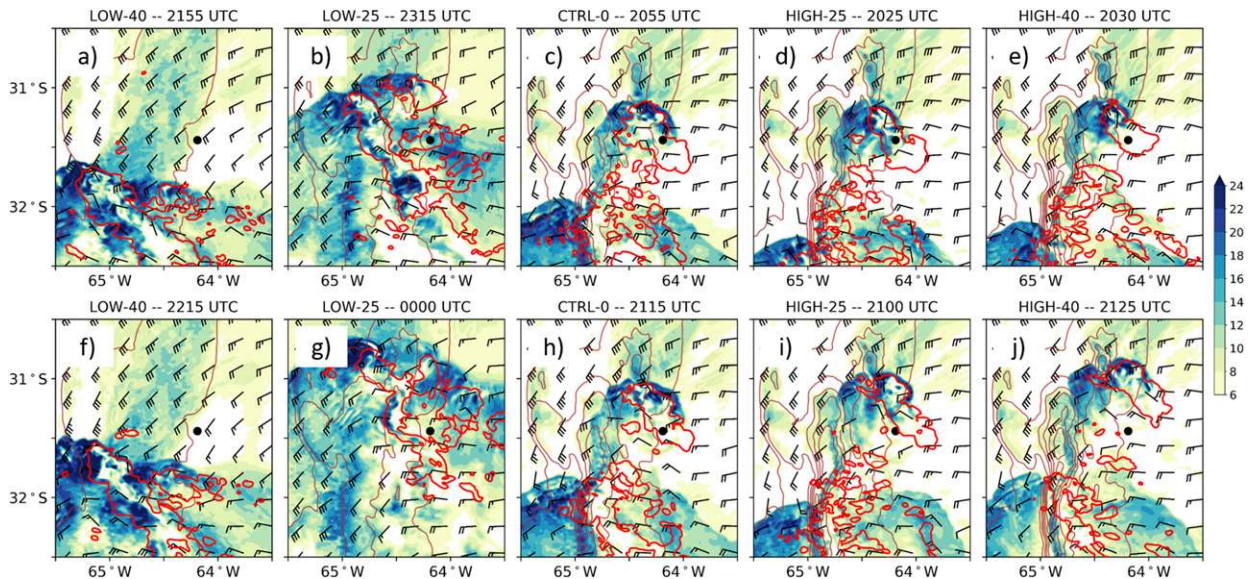 LOW-40 -- 2155 UTC
LOW-25 -- 2315 UTC
CTRL-0 -- 2055 UTC
HIGH-25 -- 2025 UTC
HIGH-40 -- 2030 UTC
a)
b)
c)
d)
e)
31°S
32°S
65°W 64°W
65°W 64°W
65°W 64°W
65°W 64°W
65°W 64°W
LOW-40 -- 2215 UTC
LOW-25 -- 0000 UTC
CTRL-0 -- 2115 UTC
HIGH-25 -- 2100 UTC
HIGH-40 -- 2125 UTC
f)
g)
h)
i)
j)
31°S
32°S
65°W 64°W
65°W 64°W
65°W 64°W
65°W 64°W
65°W 64°W
24
22
20
18
16
14
12
10
8
6